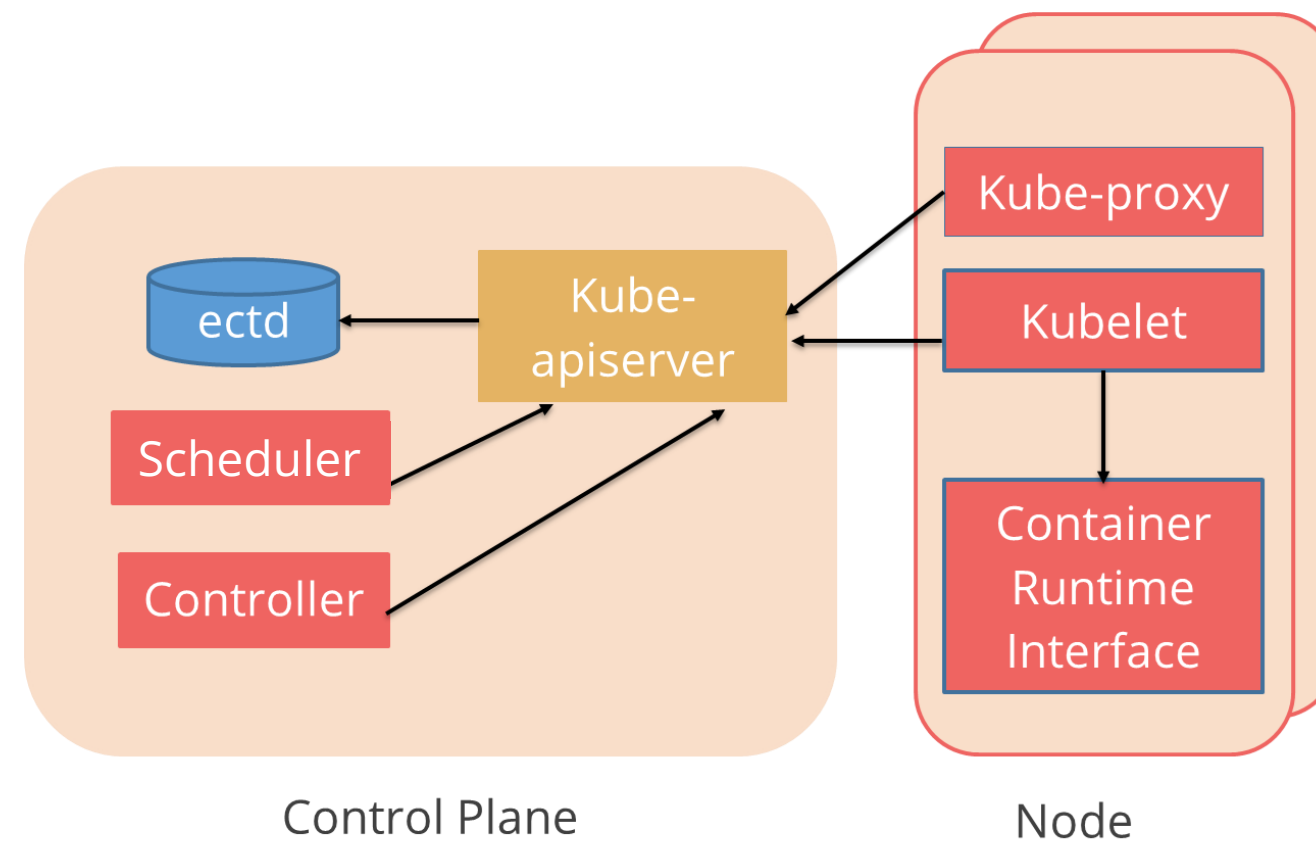 Kube-proxy
Kube-
apiserver
ectd
Kubelet
Scheduler
Container
Runtime
Interface
Controller
Control Plane
Node